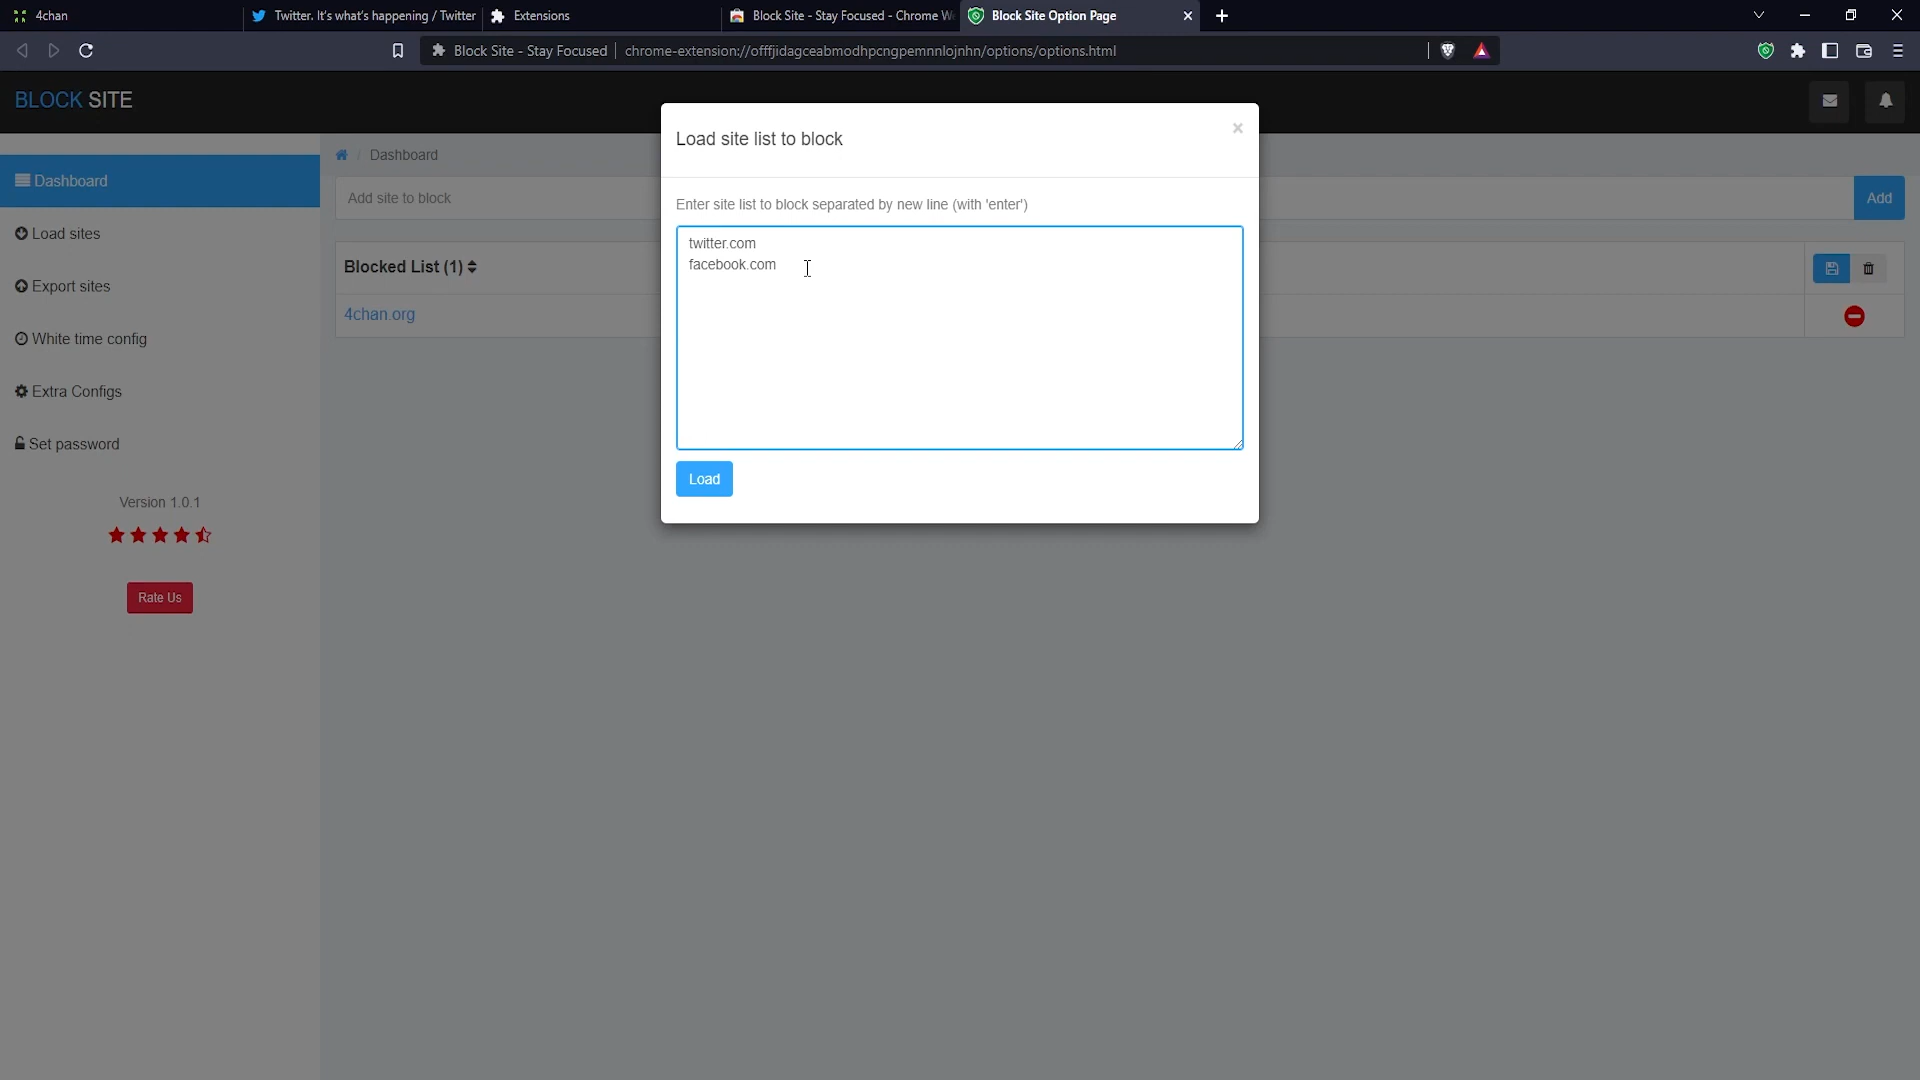 4chan
Twitter. It's what's happening / Twitter
Extensions
Block Site - Stay Focused - Chrome We
Block Site Option Page
Block Site - Stay Focused
chrome-extension://offfjidagceabmodhpcngpemnnlojnhn/options/options.html
BLOCK SITE
Dashboard
Load sites
Export sites
White time config
Extra Configs
Set password
Version 1.0.1
Rate Us
/ Dashboard
Add site to block
Add
Blocked List (1)
4chan.org
Load site list to block
×
Enter site list to block separated by new line (with 'enter')
twitter.com
facebook.com
Load